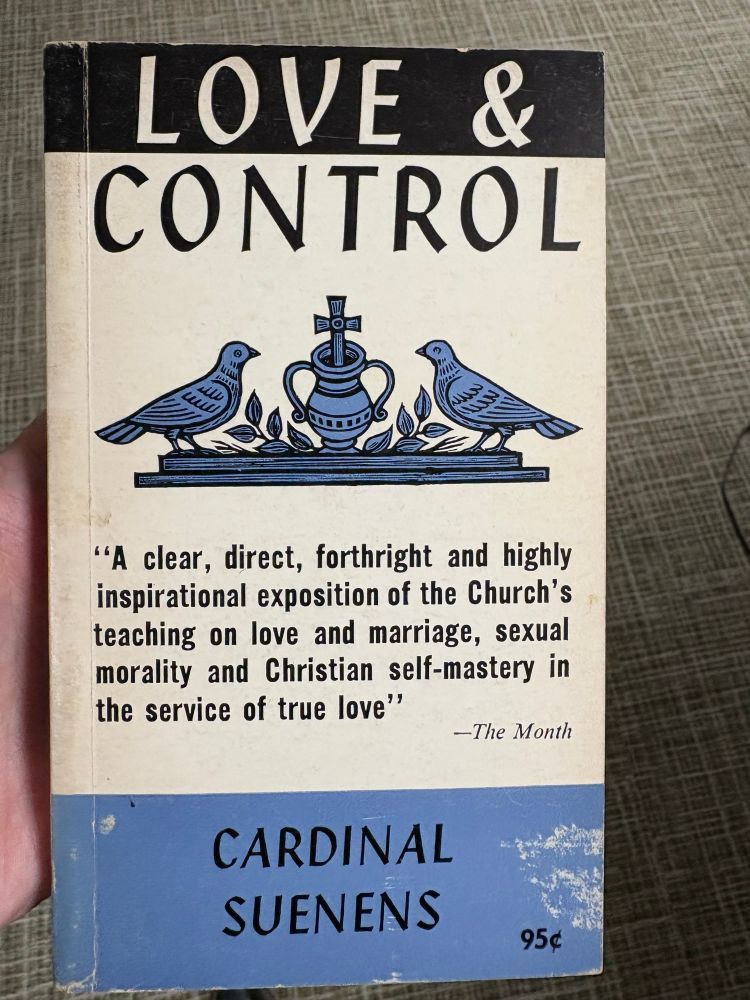 LOVE &
CONTROL
“A clear, direct, forthright and highly
inspirational exposition of the Church’s
teaching on love and marriage, sexual
morality and Christian self-mastery in
the service of true love”
—The Month
CARDINAL
SUENENS
95¢